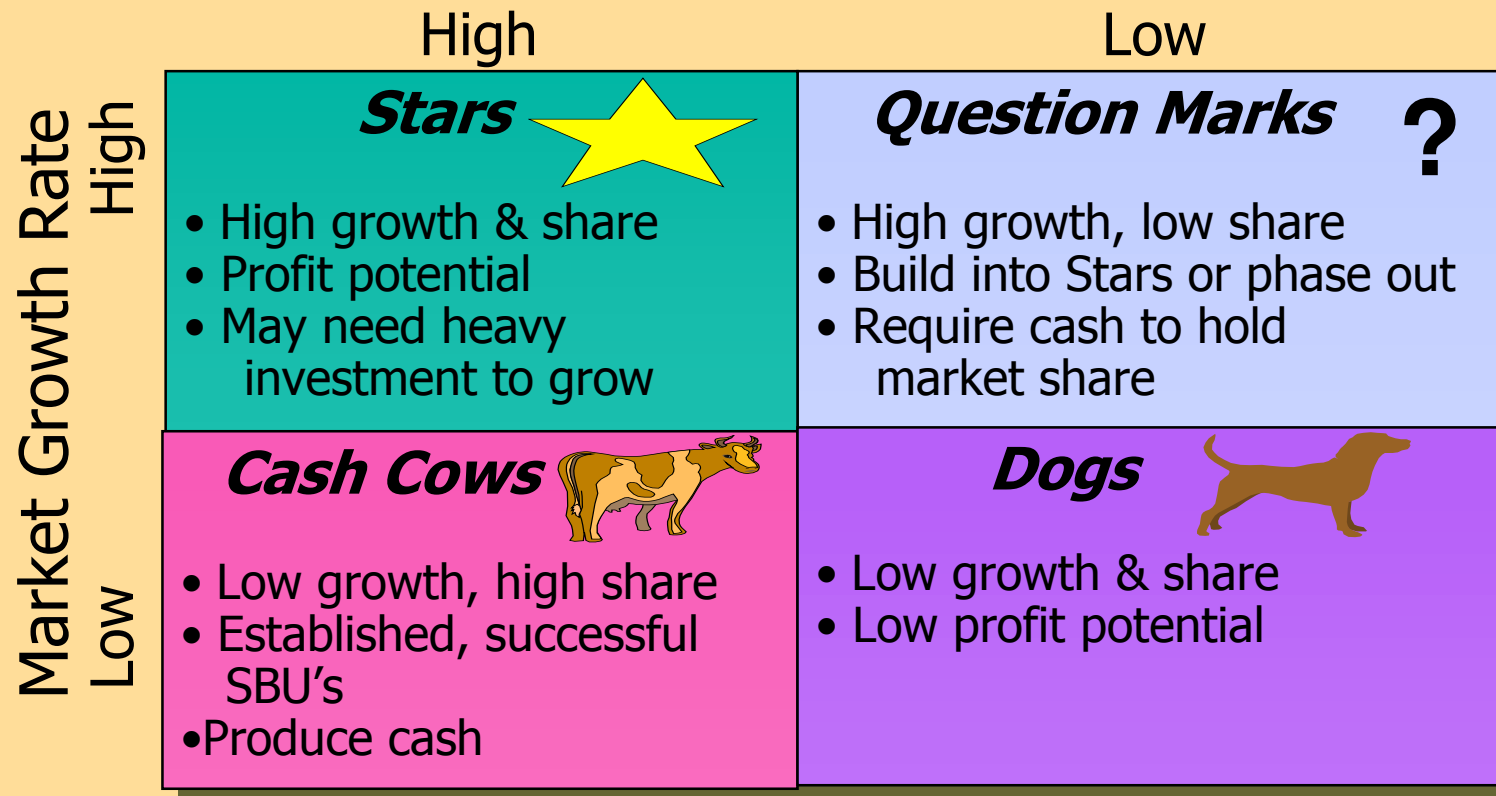 High
Low
Market Growth Rate
High
Low
Stars
• High growth & share
• Profit potential
• May need heavy
investment to grow
Question Marks ?
• High growth, low share
• Build into Stars or phase out
• Require cash to hold
market share
Cash Cows
• Low growth, high share
• Established, successful
SBU’s
•Produce cash
Dogs
• Low growth & share
• Low profit potential